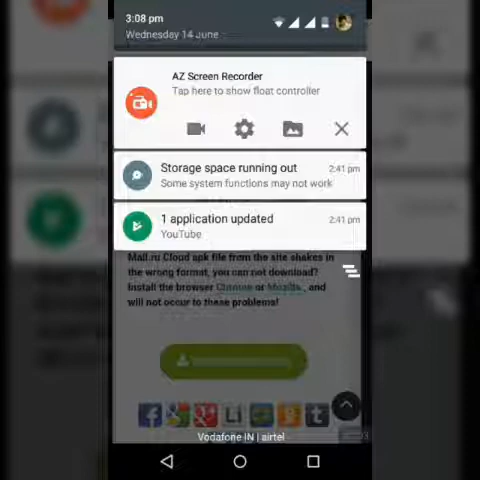 3:08 pm
Wednesday 14 June
AZ Screen Recorder
Tap here to show float controller
Storage space running out 2:41 pm
Some system functions may not work
1 application updated 2:41 pm
YouTube
Mail.ru Cloud apk file from the site shakes in
the wrong format, you can not download?
Install the browser Chrome or Mozilla, and
will not occur to these problems!
Vodafone IN | airtel